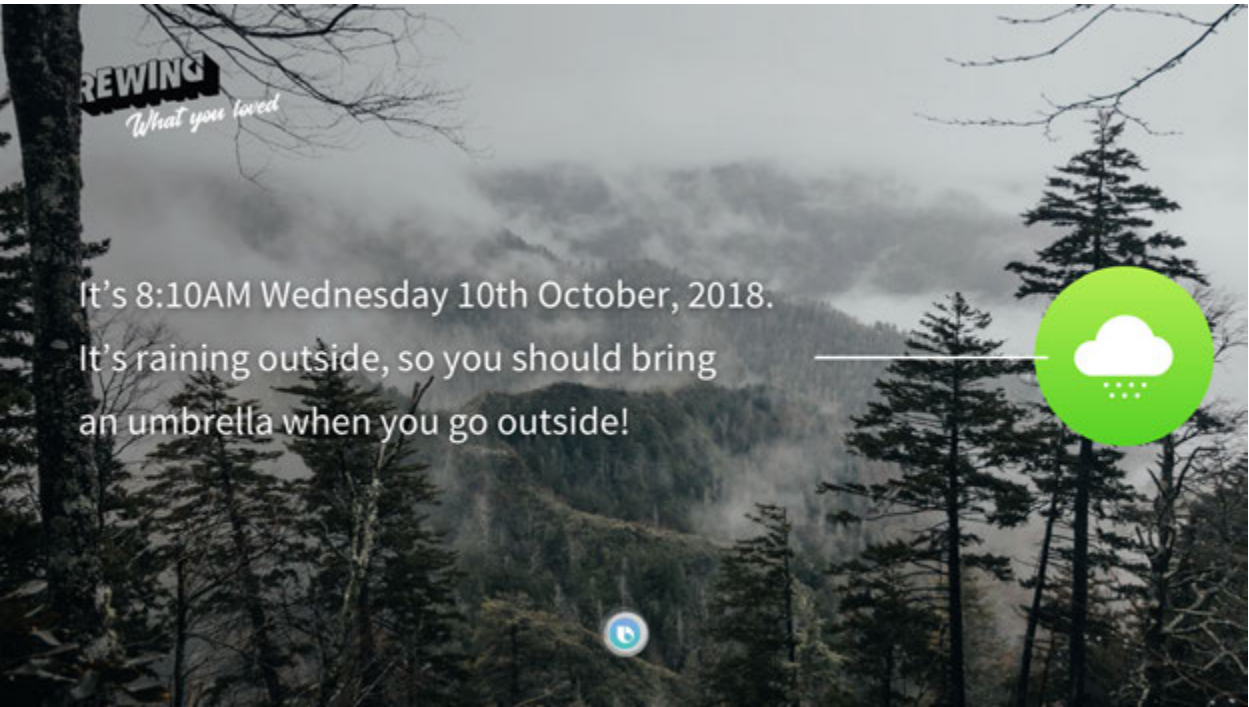 REWING
What you loved
It's 8:10AM Wednesday 10th October, 2018.
It's raining outside, so you should bring
an umbrella when you go outside!